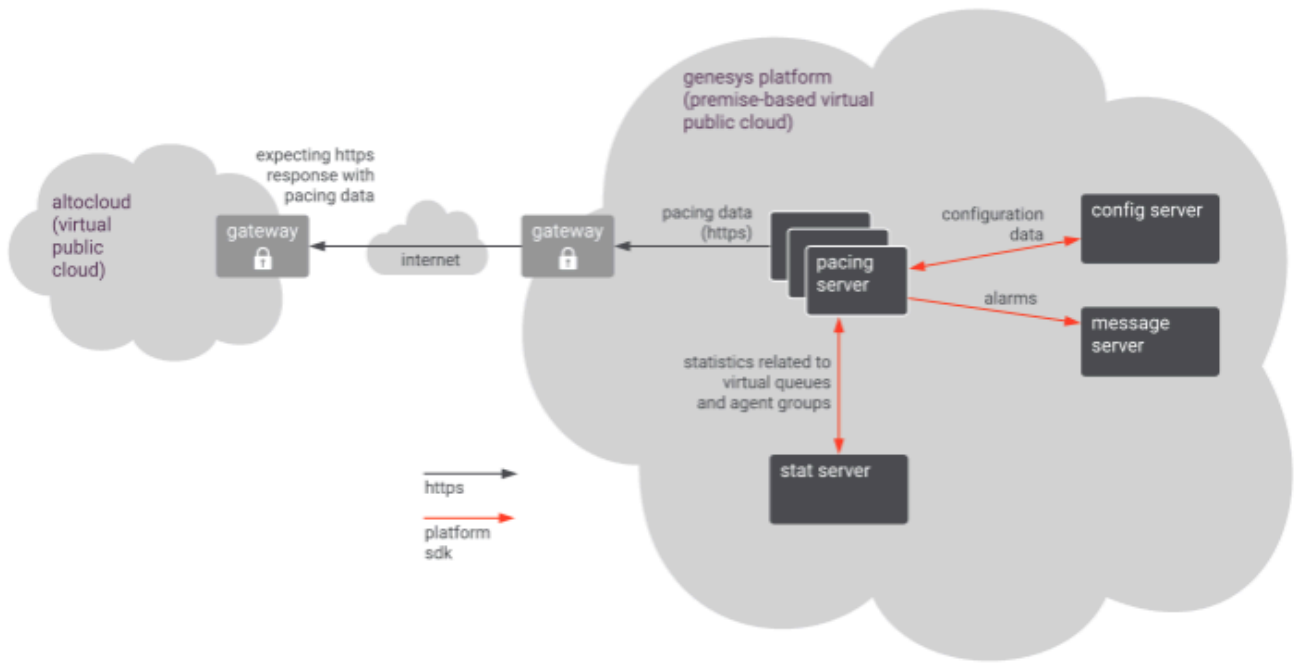 genesys platform
(premise-based virtual
public cloud)
expecting https
response with
pacing data
altocloud
(virtual
public
cloud)
gateway
internet
gateway
pacing data
(https)
pacing
server
configuration
data
config server
alarms
message
server
statistics related to
virtual queues
and agent groups
stat server
https
platform
sdk